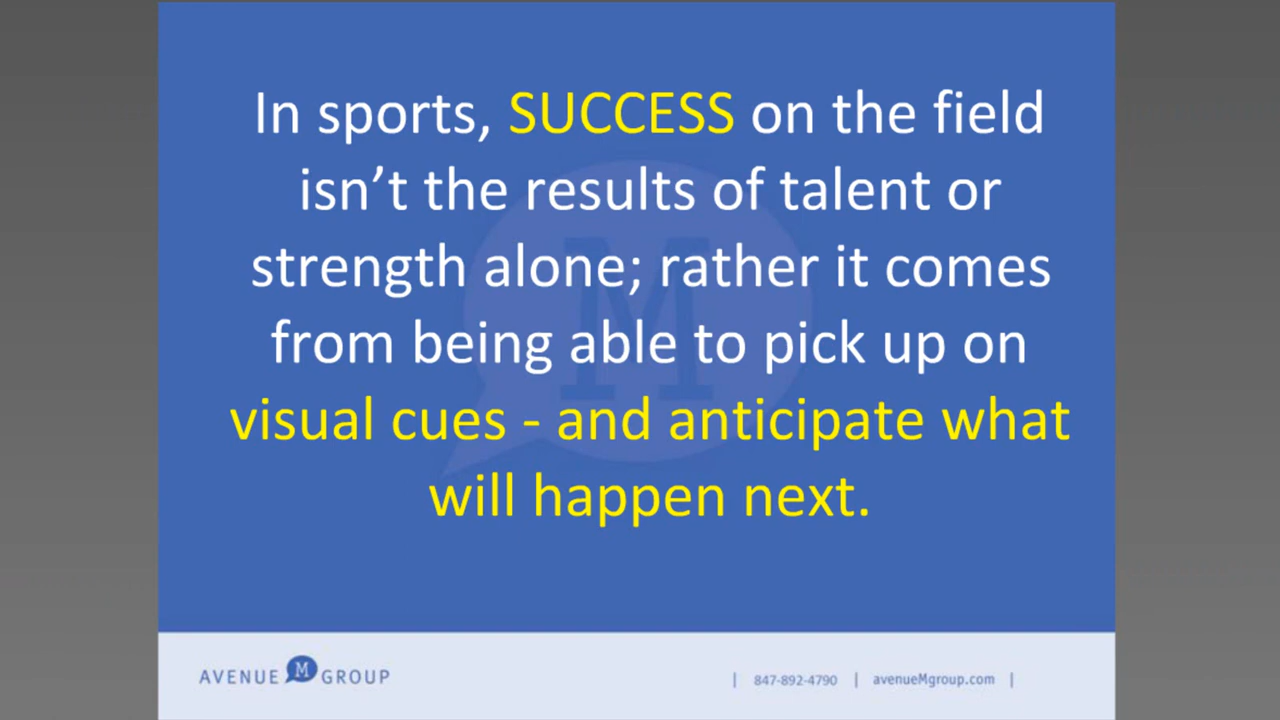 In sports, SUCCESS on the field
isn’t the results of talent or
strength alone; rather it comes
from being able to pick up on
visual cues - and anticipate what
will happen next.
M
AVENUE M GROUP
| 847-892-4790 | avenueMgroup.com |